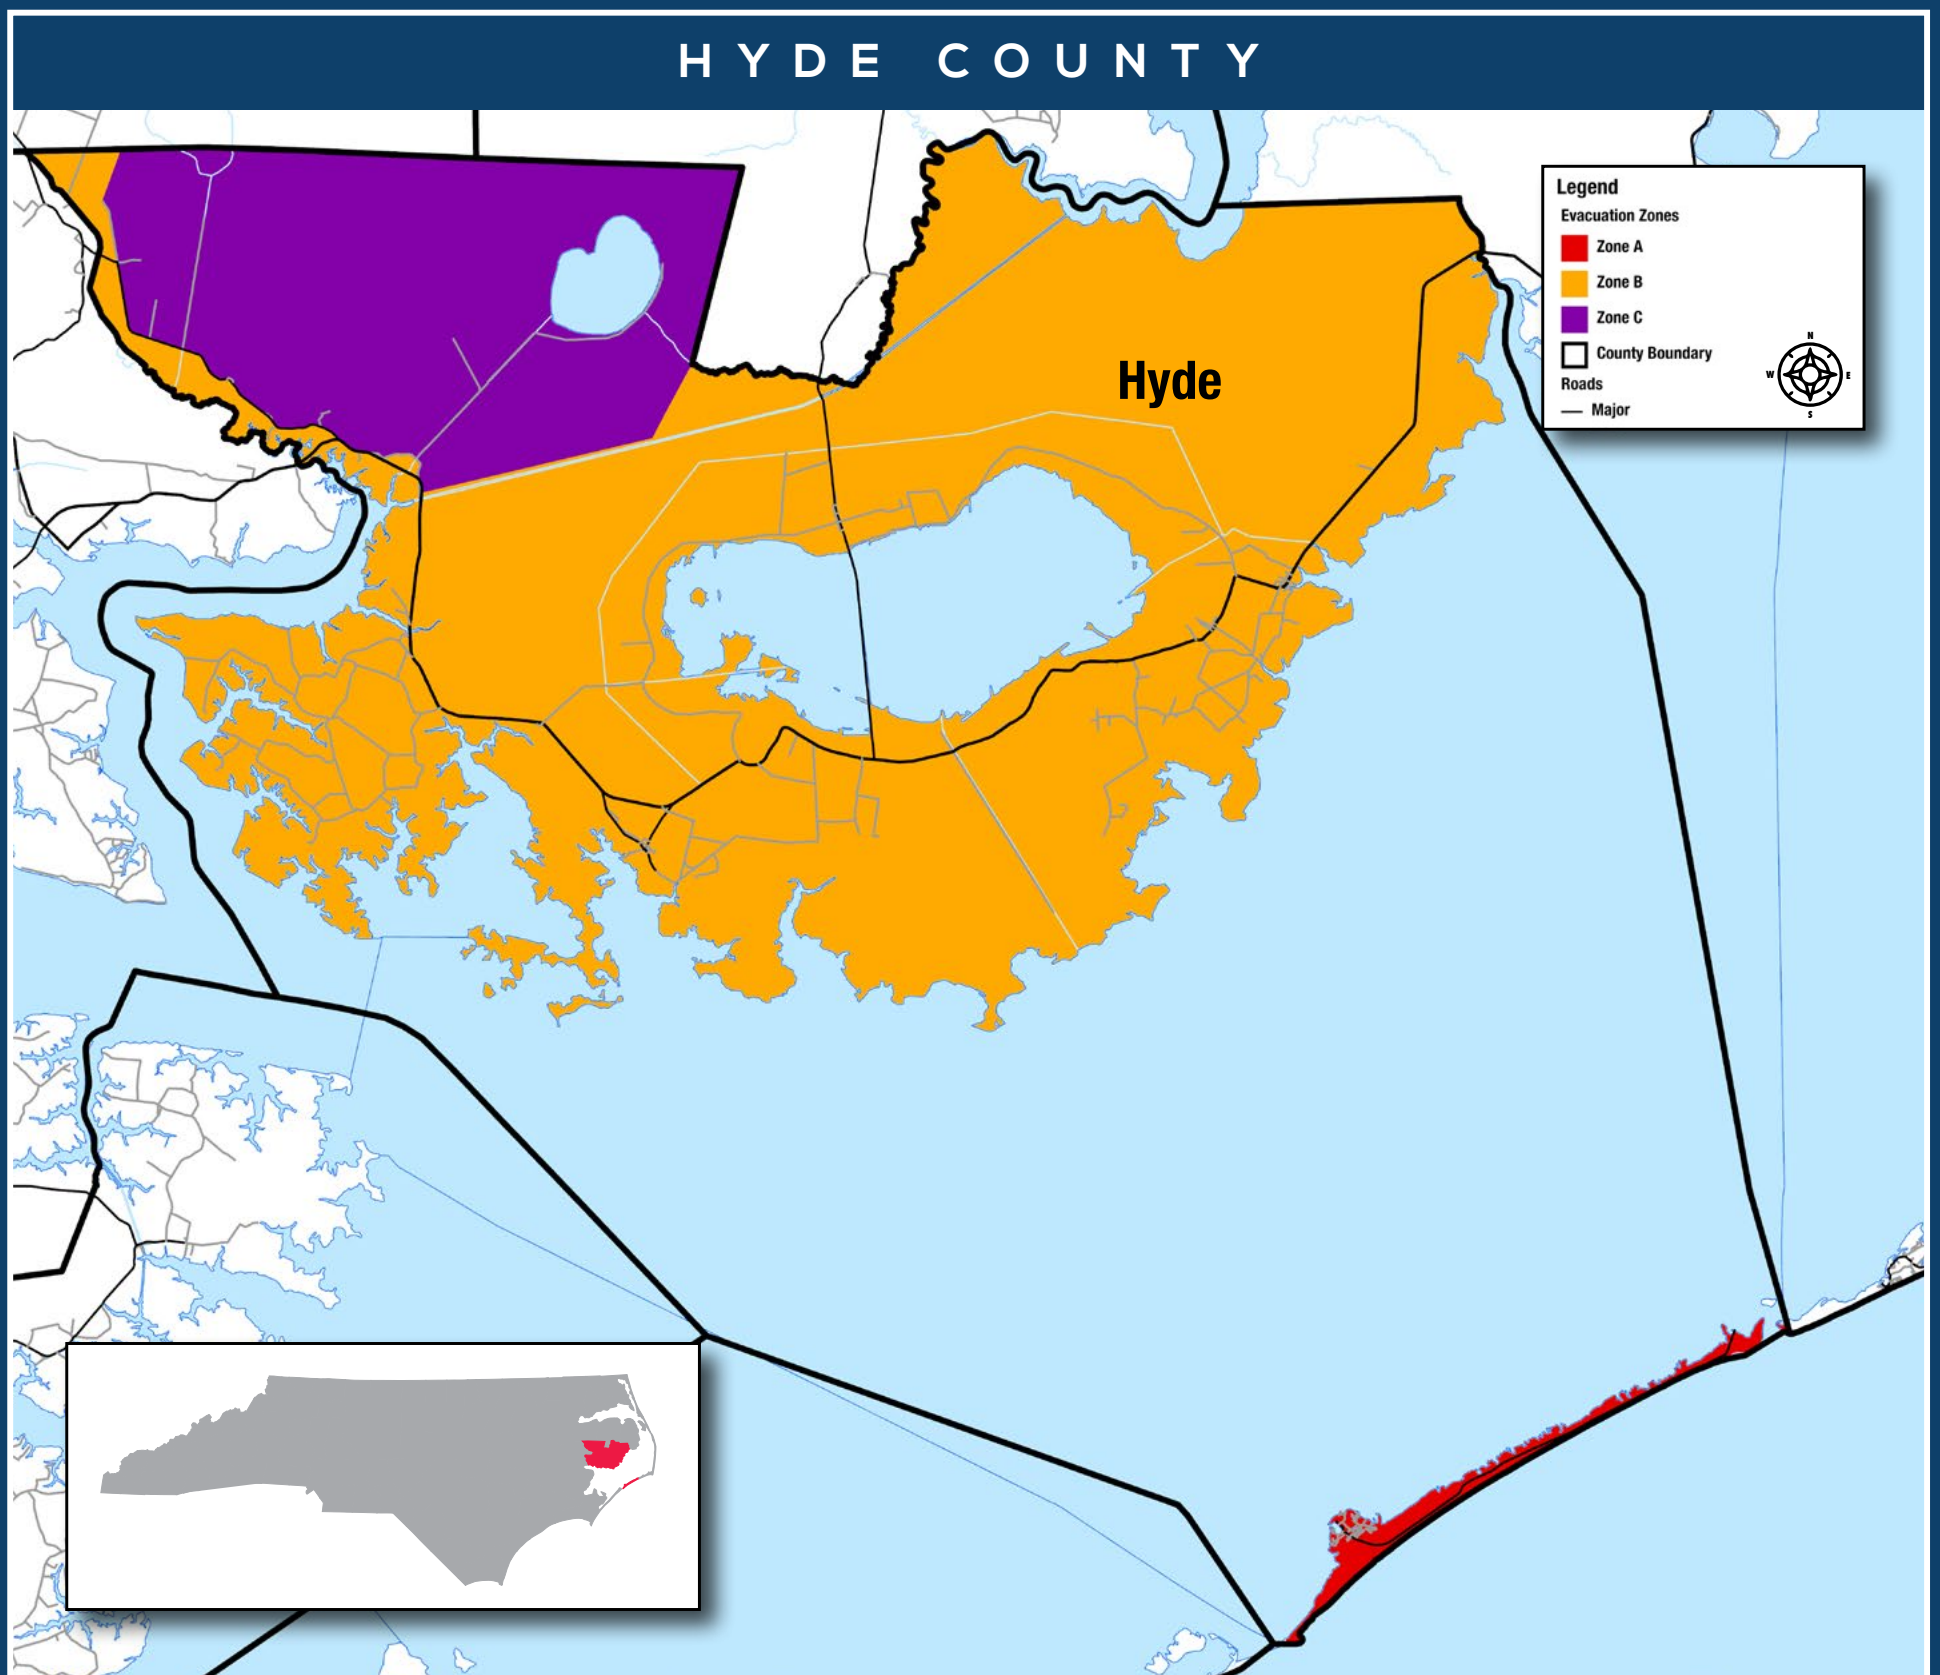 HYDE COUNTY
Legend
Evacuation Zones
Zone A
Zone B
Zone C
County Boundary
Roads
Major
N
W
E
S
Hyde